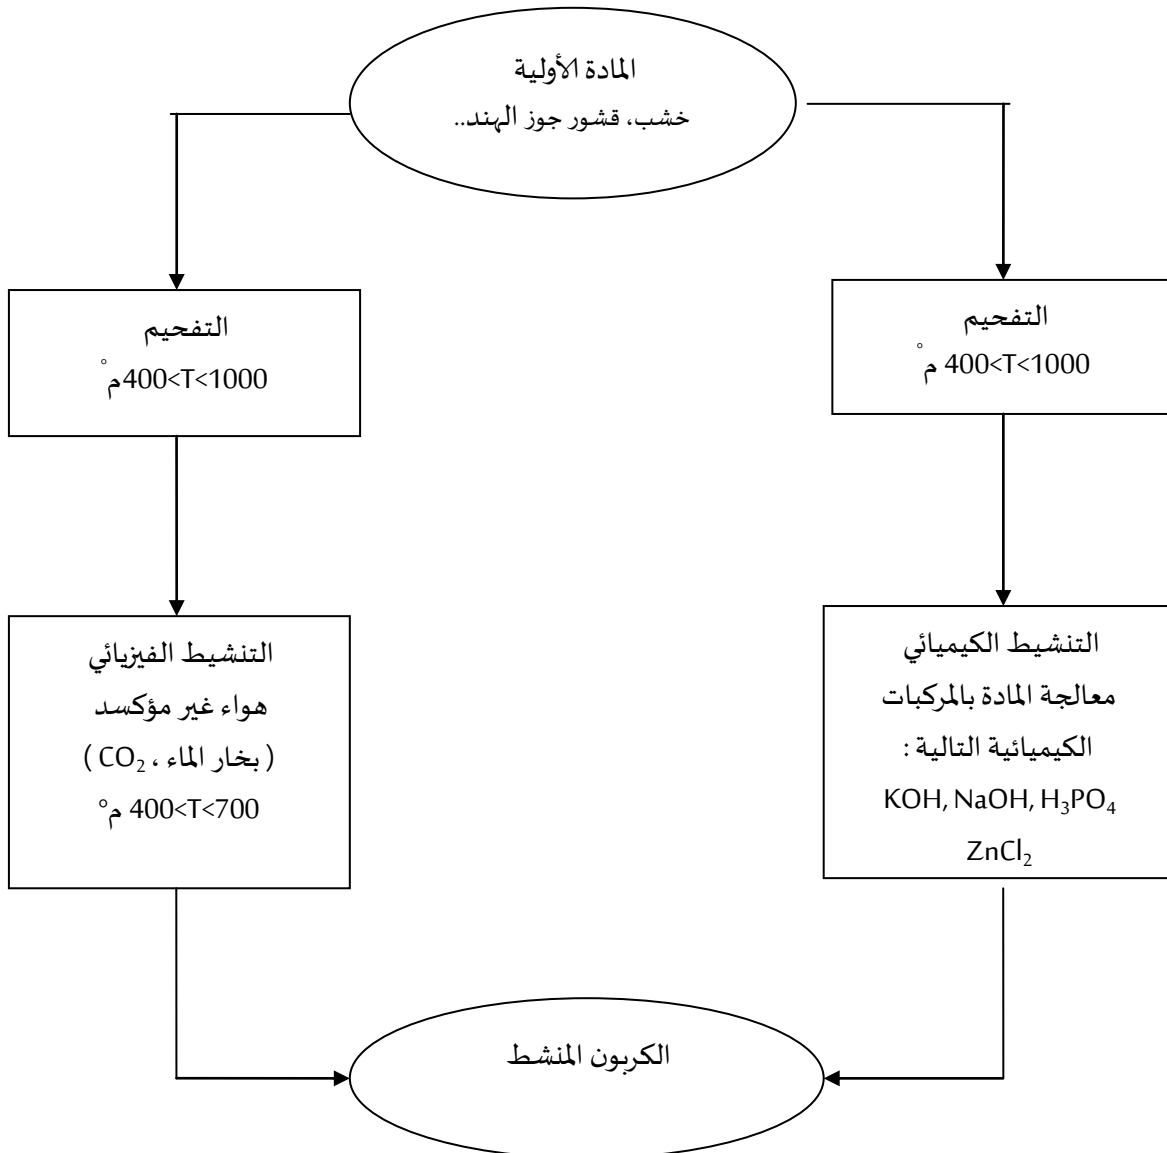 المادة الأولية
خشب، قشور جوز الهند..
التفحيم
400<T<1000 م°
التفحيم
400<T<1000م°
التنشيط الكيميائي
معالجة المادة بالمركبات
الكيميائية التالية :
KOH, NaOH, H₃PO₄
ZnCl₂
التنشيط الفيزيائي
هواء غير مؤكسد
( بخار الماء ، CO₂ )
400<T<700 م°
الكربون المنشط